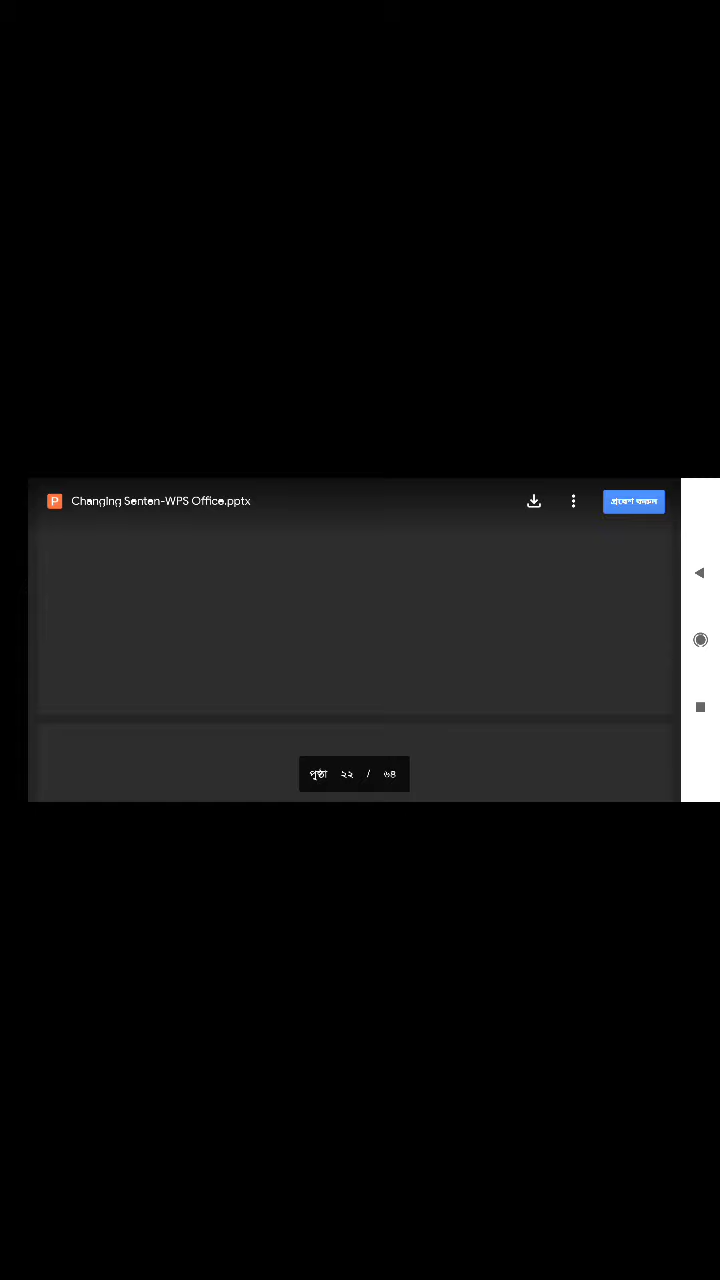 P Changing Senten-WPS Office.pptx প্রবেশ করুন
পৃষ্ঠা ২২ / ৬৪